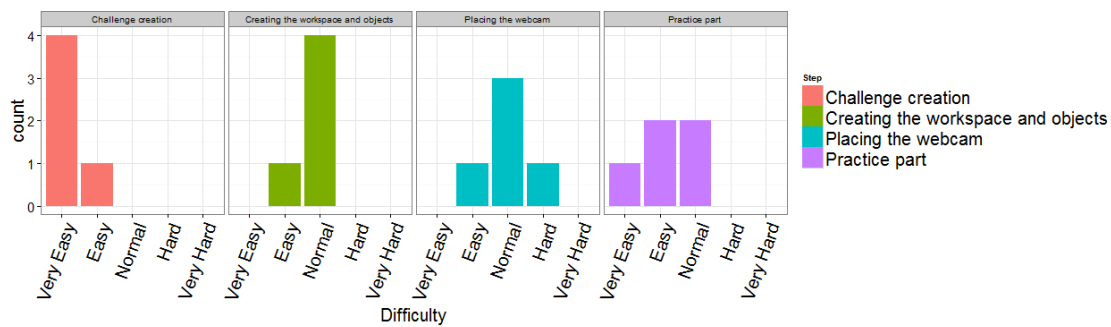 Challenge creation
Creating the workspace and objects
Placing the webcam
Practice part
count
4
3
2
1
0
Very Easy
Easy
Normal
Hard
Very Hard
Very Easy
Easy
Normal
Hard
Very Hard
Very Easy
Easy
Normal
Hard
Very Hard
Very Easy
Easy
Normal
Hard
Very Hard
Difficulty
Step
Challenge creation
Creating the workspace and objects
Placing the webcam
Practice part